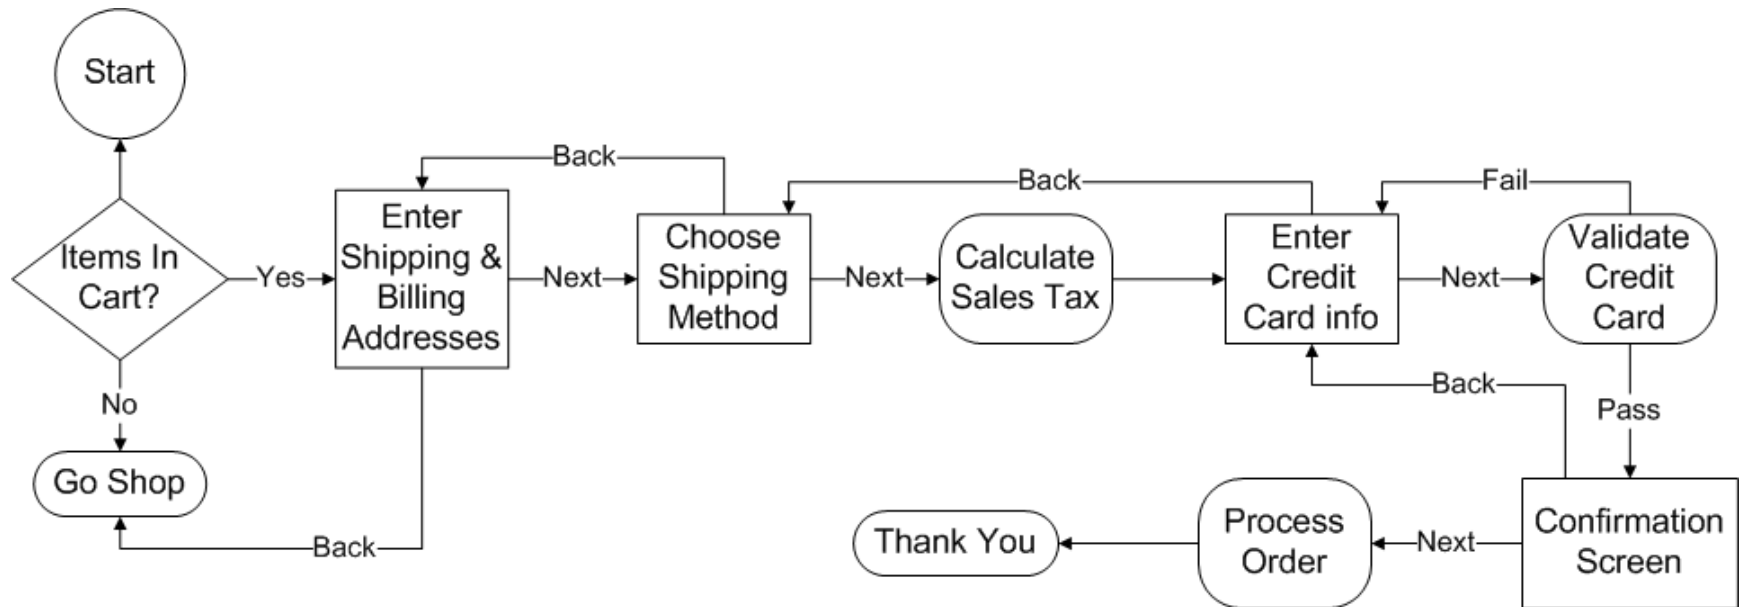 Start
Back
Back
Fail
Enter
Shipping &
Billing
Addresses
Choose
Shipping
Method
Calculate
Sales Tax
Enter
Credit
Card info
Validate
Credit
Card
Items In
Cart?
Yes
Next
Next
Next
No
Back
Pass
Go Shop
Back
Thank You
Process
Order
Next
Confirmation
Screen